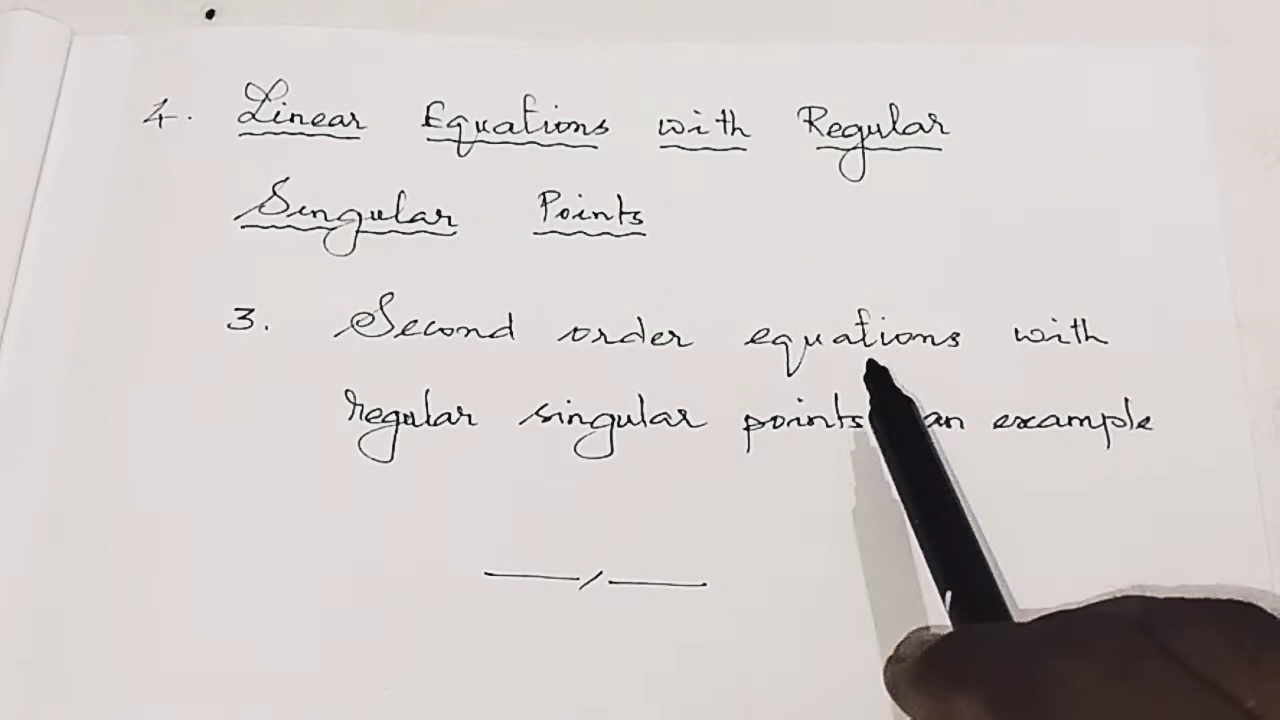 4. Linear Equations with Regular
Singular Points
3. Second order equations with
regular singular points an example